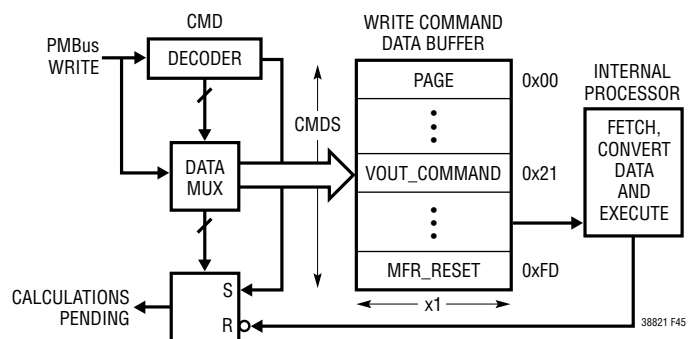 CMD
PMBus
WRITE
DECODER
CMDS
DATA
MUX
S
R
CALCULATIONS
PENDING
WRITE COMMAND
DATA BUFFER
PAGE
0x00
VOUT_COMMAND
0x21
MFR_RESET
0xFD
x1
INTERNAL
PROCESSOR
FETCH,
CONVERT
DATA
AND
EXECUTE
38821 F45